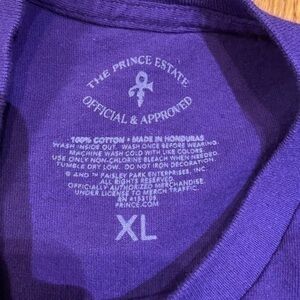 THE PRINCE ESTATE
OFFICIAL & APPROVED
100% COTTON • MADE IN HONDURAS
WASH INSIDE OUT. WASH ONCE BEFORE WEARING.
MACHINE WASH COLD WITH LIKE COLORS.
USE ONLY NON-CHLORINE BLEACH WHEN NEEDED.
TUMBLE DRY LOW. DO NOT IRON DECORATION.
© AND ™ PAISLEY PARK ENTERPRISES, INC.
ALL RIGHTS RESERVED.
OFFICIALLY AUTHORIZED MERCHANDISE.
UNDER LICENSE TO MERCH TRAFFIC.
PRINCE.COM
XL